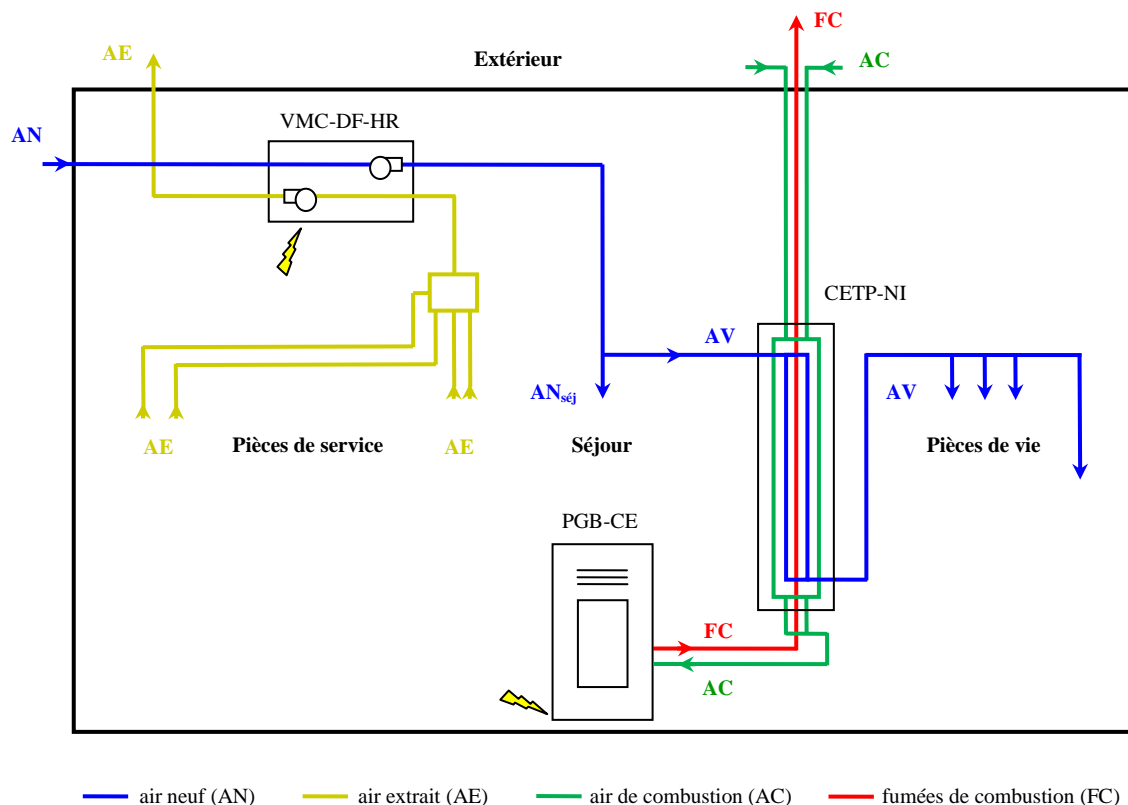 FC
AE
Extérieur
AC
AN
VMC-DF-HR
CETP-NI
AV
AN séj
AV
AE
Pièces de service
AE
Séjour
Pièces de vie
PGB-CE
FC
AC
air neuf (AN)
air extrait (AE)
air de combustion (AC)
fumées de combustion (FC)